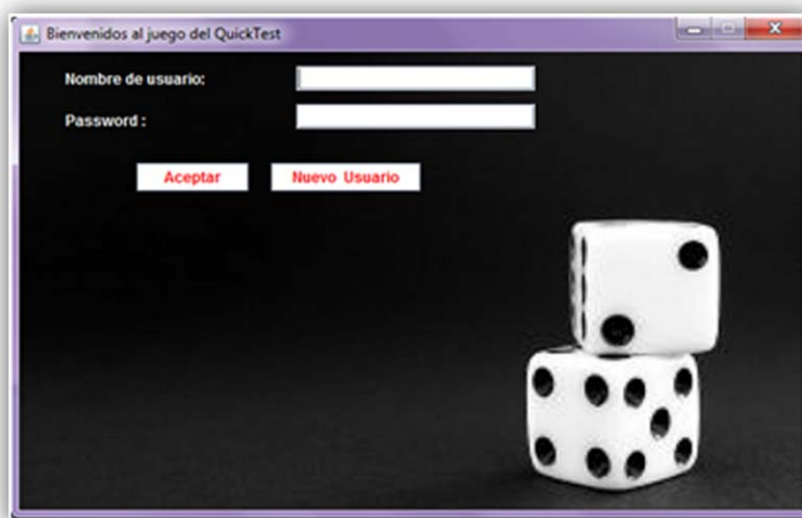 Bienvenidos al juego del QuickTest
Nombre de usuario:
Password :
Aceptar Nuevo Usuario